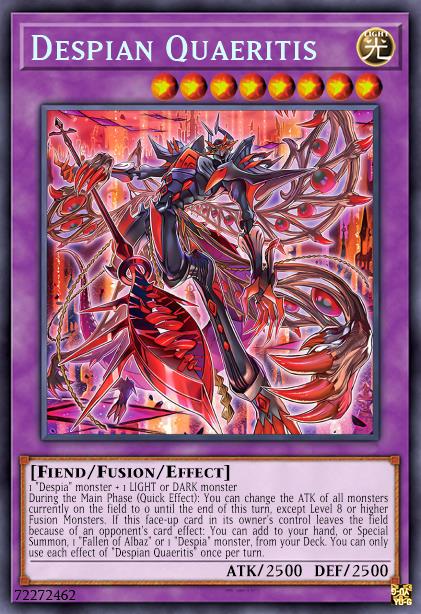 DESPIAN QUAERITIS
LIGHT
光
[FIEND/FUSION/EFFECT]
1 "Despia" monster + 1 LIGHT or DARK monster
During the Main Phase (Quick Effect): You can change the ATK of all monsters
currently on the field to 0 until the end of this turn, except Level 8 or higher
Fusion Monsters. If this face-up card in its owner's control leaves the field
because of an opponent's card effect: You can add to your hand, or Special
Summon, 1 "Fallen of Albaz" or 1 "Despia" monster, from your Deck. You can only
use each effect of "Despian Quaeritis" once per turn.
ATK/2500 DEF/2500
72272462